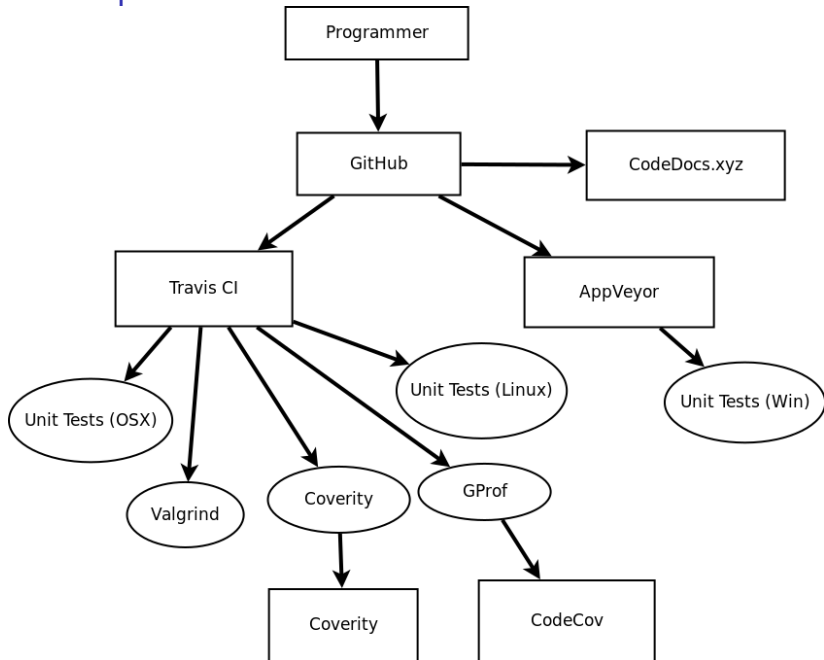 Programmer
GitHub
CodeDocs.xyz
Travis CI
AppVeyor
Unit Tests (OSX)
Unit Tests (Linux)
Unit Tests (Win)
Valgrind
Coverity
GProf
Coverity
CodeCov